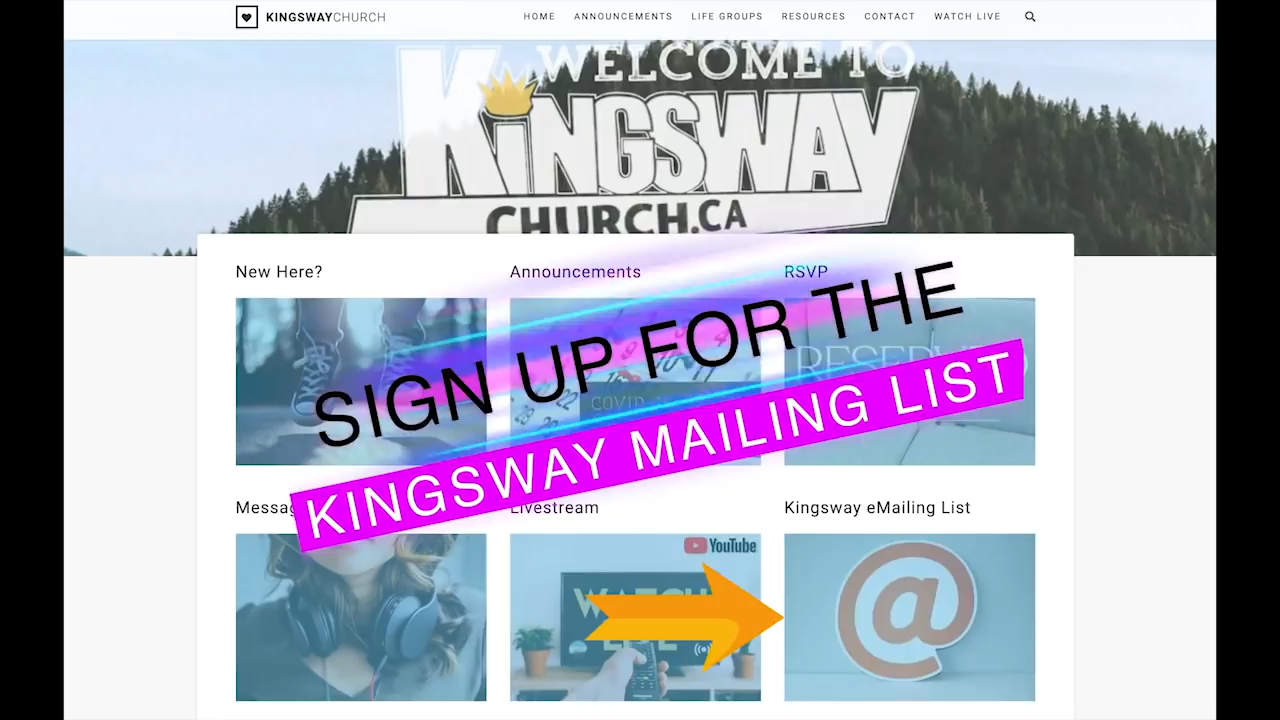 KINGSWAYCHURCH
HOME ANNOUNCEMENTS LIFE GROUPS RESOURCES CONTACT WATCH LIVE
WELCOME TO
KiNGSWAY
CHURCH.CA
New Here?
Announcements
RSVP
SIGN UP FOR THE
KINGSWAY MAILING LIST
Livestream
Kingsway eMailing List
YouTube
WATCH